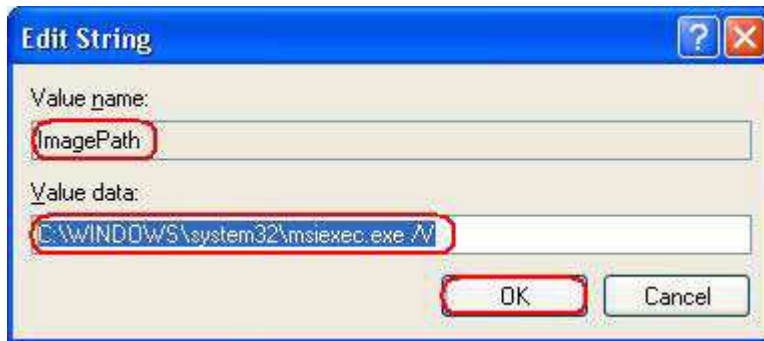 Edit String
Value name:
ImagePath
Value data:
C:\WINDOWS\system32\msiexec.exe /V
OK Cancel